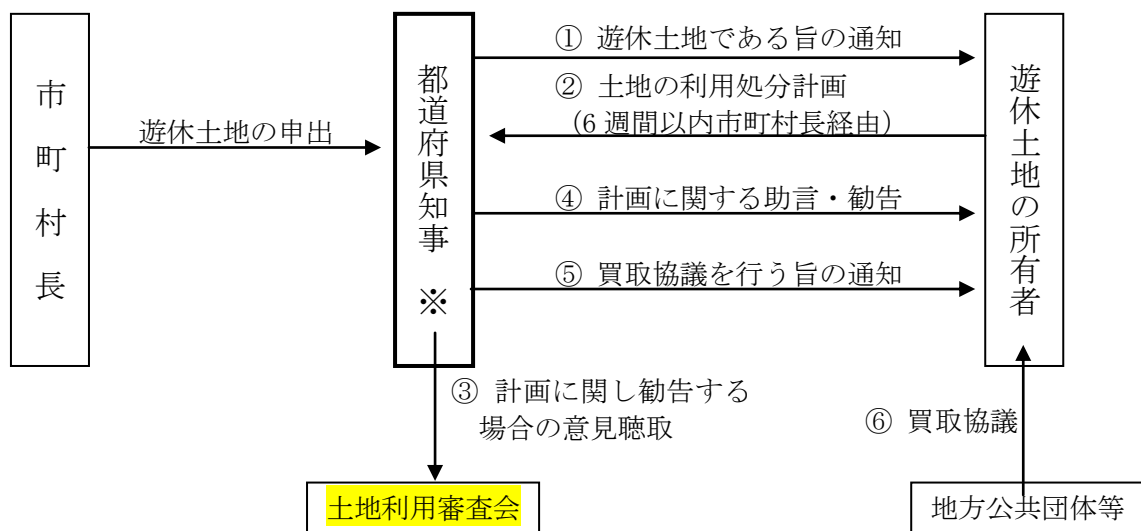 市町村長
遊休土地の申出
都道府県知事 ※
① 遊休土地である旨の通知
② 土地の利用処分計画
(6 週間以内市町村長経由)
④ 計画に関する助言・勧告
⑤ 買取協議を行う旨の通知
遊休土地の所有者
③ 計画に関し勧告する
場合の意見聴取
⑥ 買取協議
土地利用審査会
地方公共団体等